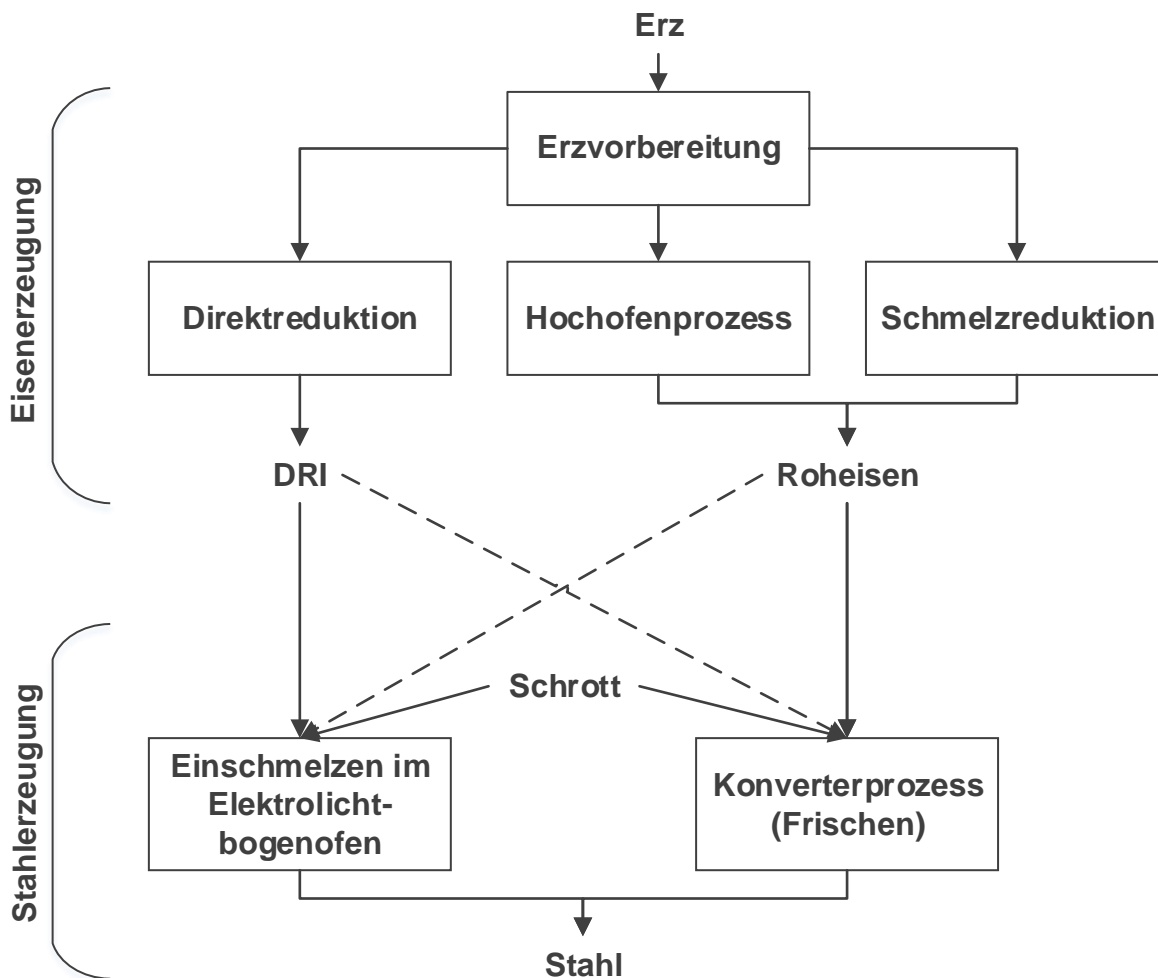 Erz
Eisenerzeugung
Erzvorbereitung
Direktreduktion
Hochofenprozess
Schmelzreduktion
DRI
Roheisen
Stahlerzeugung
Schrott
Einschmelzen im
Elektrolicht-
bogenofen
Konverterprozess
(Frischen)
Stahl